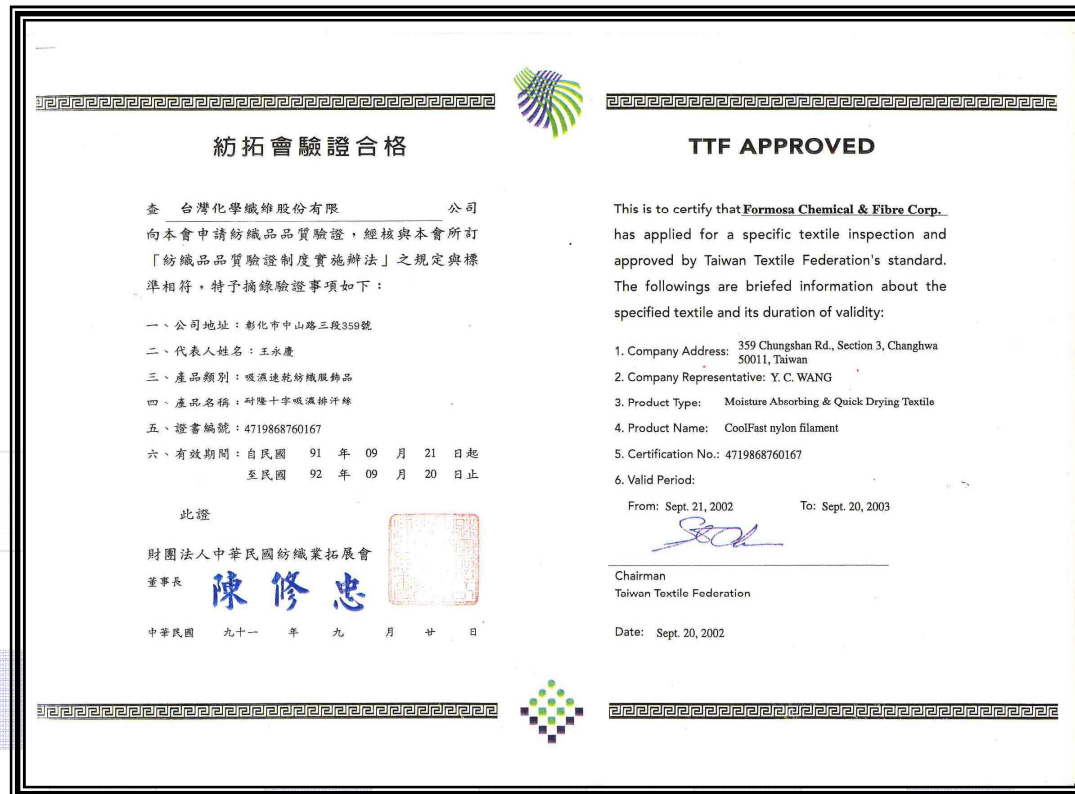 紡拓會驗證合格
查 台灣化學纖維股份有限 公司
向本會申請紡織品品質驗證，經核與本會所訂
「紡織品品質驗證制度實施辦法」之規定與標
準相符，特予摘錄驗證事項如下：
一、公司地址：彰化市中山路三段359號
二、代表人姓名：王永慶
三、產品類別：吸濕速乾紡織服飾品
四、產品名稱：耐隆十字吸濕排汗絲
五、證書編號：4719868760167
六、有效期間：自民國 91 年 09 月 21 日起
至民國 92 年 09 月 20 日止
此證
財團法人中華民國紡織業拓展會
董事長 陳修忠
中華民國 九十一 年 九 月 廿 日
TTF APPROVED
This is to certify that Formosa Chemical & Fibre Corp.
has applied for a specific textile inspection and
approved by Taiwan Textile Federation's standard.
The followings are briefed information about the
specified textile and its duration of validity:
1. Company Address: 359 Chungshan Rd., Section 3, Changhwa
50011, Taiwan
2. Company Representative: Y. C. WANG
3. Product Type: Moisture Absorbing & Quick Drying Textile
4. Product Name: CoolFast nylon filament
5. Certification No.: 4719868760167
6. Valid Period:
From: Sept. 21, 2002 To: Sept. 20, 2003
Chairman
Taiwan Textile Federation
Date: Sept. 20, 2002